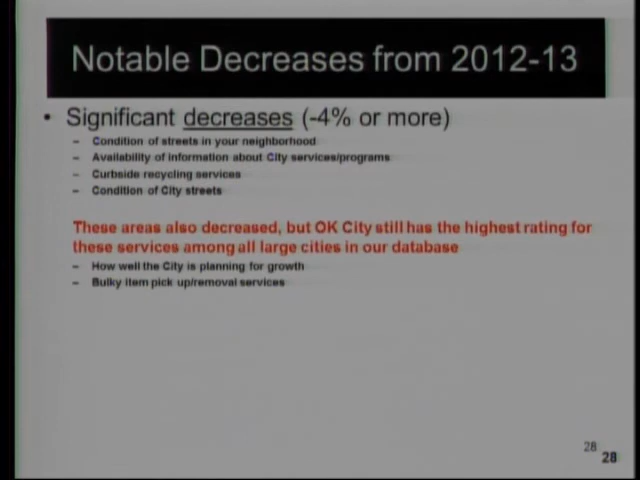 Notable Decreases from 2012-13
• Significant decreases (-4% or more)
– Condition of streets in your neighborhood
– Availability of information about City services/programs
– Curbside recycling services
– Condition of City streets
These areas also decreased, but OK City still has the highest rating for
these services among all large cities in our database
– How well the City is planning for growth
– Bulky item pick up/removal services
28
28